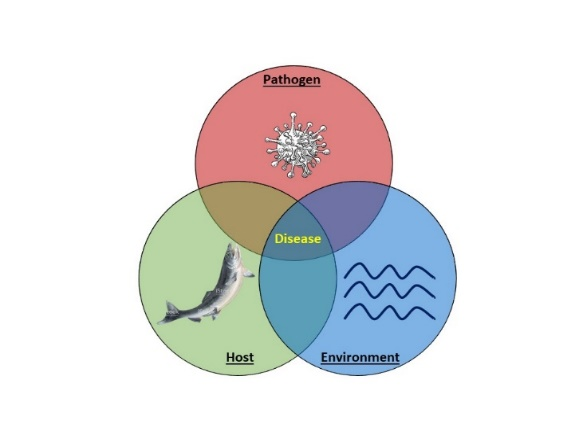 Pathogen
Disease
Host
Environment